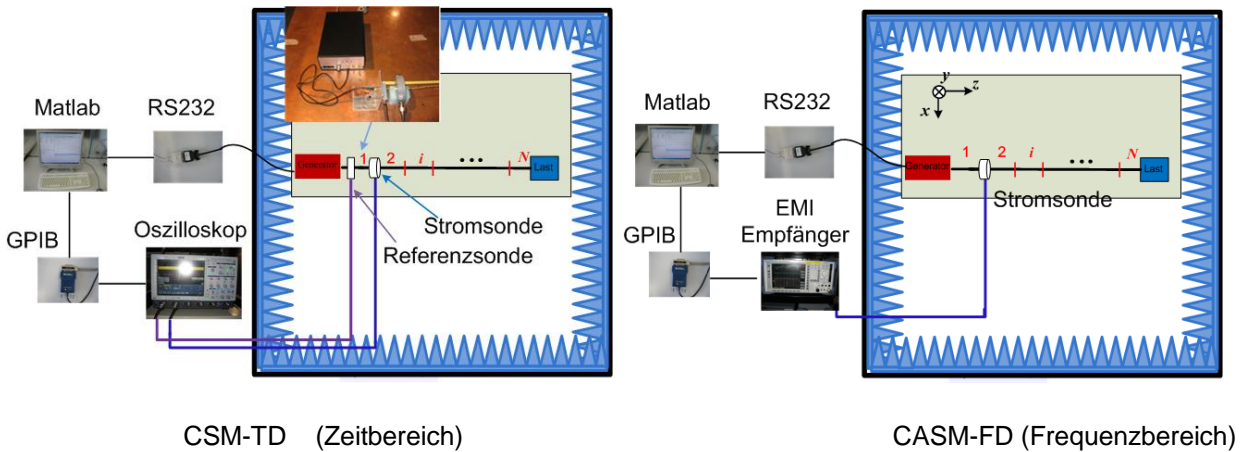 Matlab
RS232
GPIB
Oszilloskop
Generator
1
2
i
...
N
Last
Stromsonde
Referenzsonde
CSM-TD (Zeitbereich)
Matlab
RS232
GPIB
EMI
Empfänger
y
z
x
Generator
1
2
i
...
N
Last
Stromsonde
CASM-FD (Frequenzbereich)